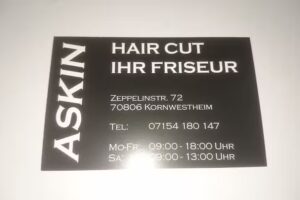 ASKIN
HAIR CUT
IHR FRISEUR
ZEPPELINSTR. 72
70806 KORNWESTHEIM
TEL: 07154 180 147
MO-FR: 09:00 - 18:00 UHR
SA: 09:00 - 13:00 UHR